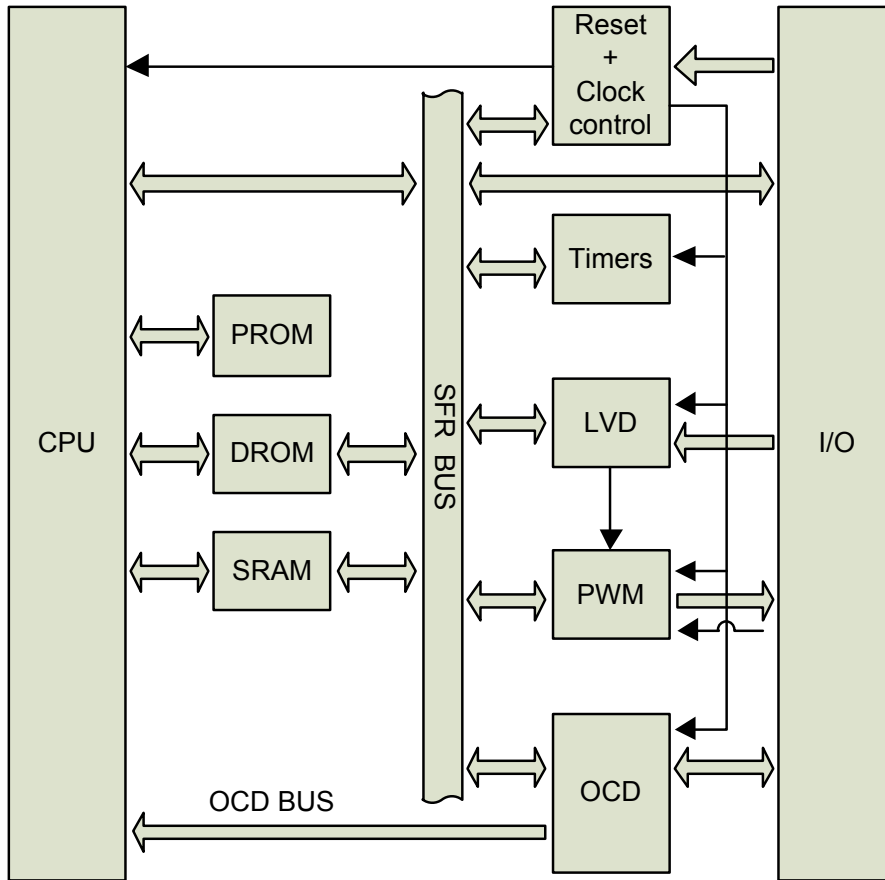 Reset
+
Clock
control
Timers
PROM
SFR BUS
LVD
CPU
DROM
I/O
SRAM
PWM
OCD BUS
OCD